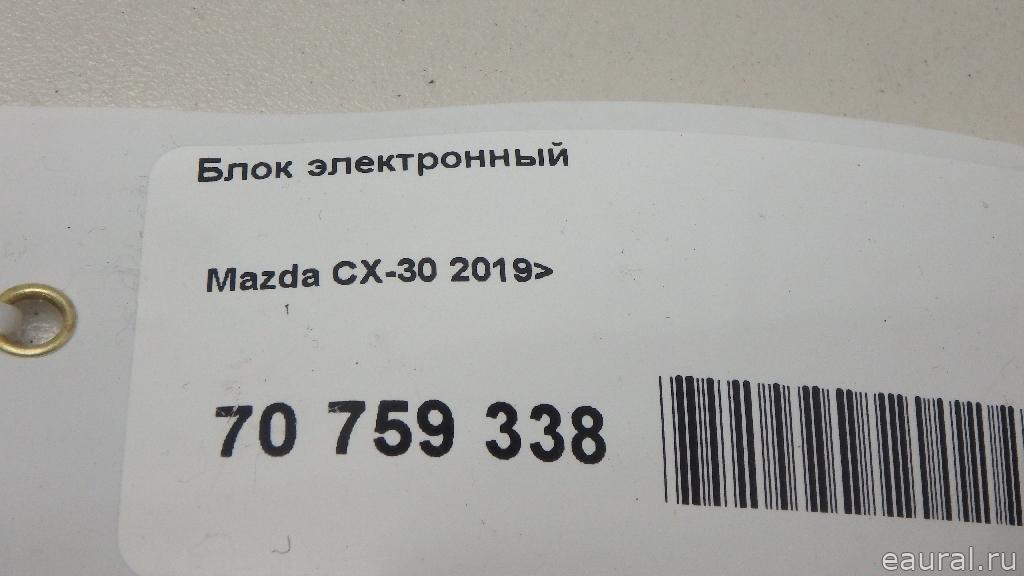 Блок электронный
Mazda CX-30 2019>
70 759 338
eaural.ru